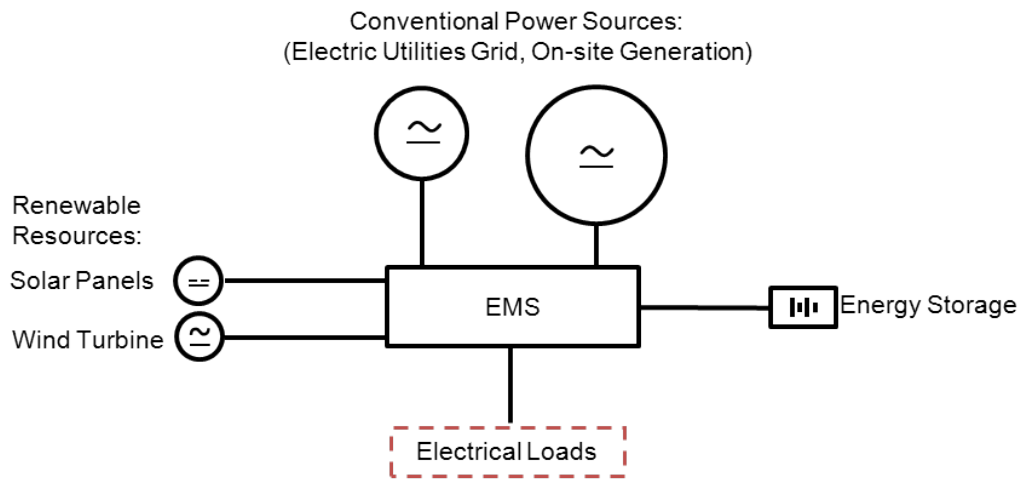 Conventional Power Sources:
(Electric Utilities Grid, On-site Generation)
Renewable
Resources:
Solar Panels
Wind Turbine
EMS
Energy Storage
Electrical Loads